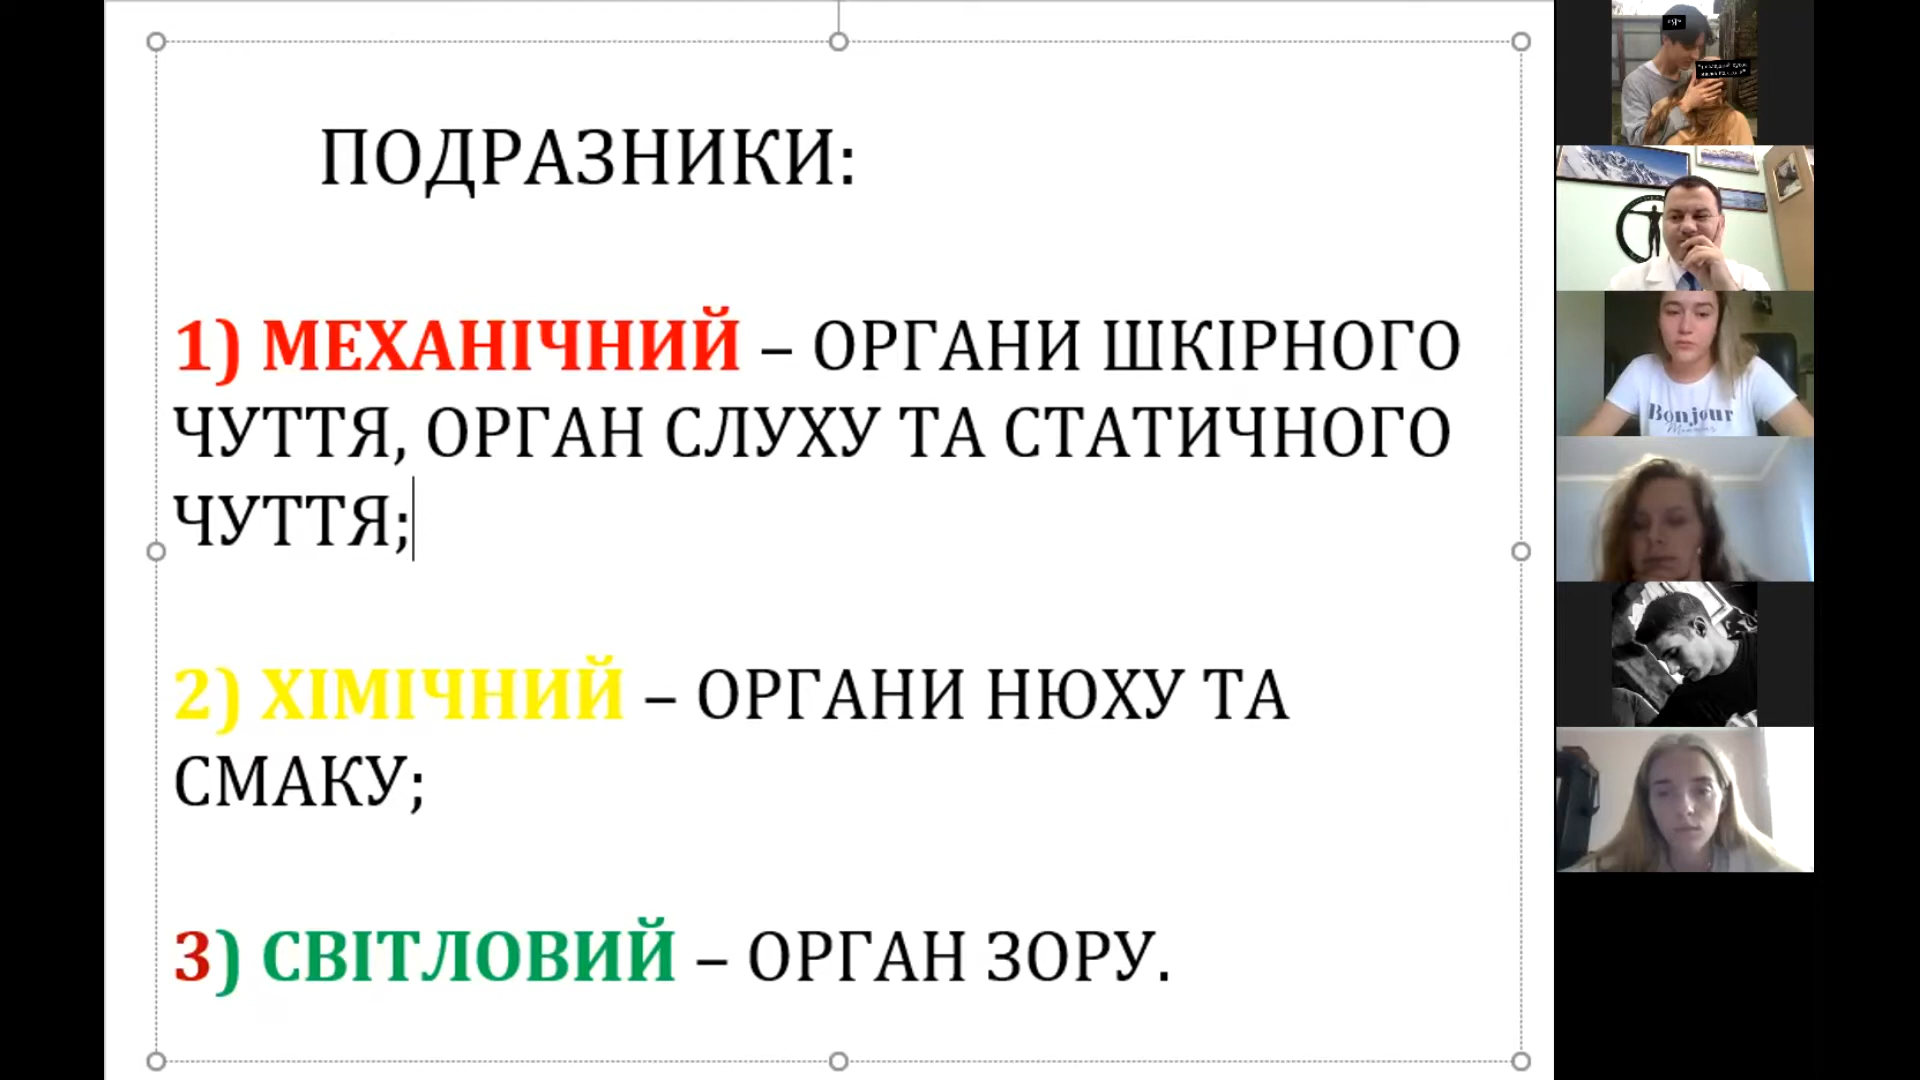 ПОДРАЗНИКИ:
1) МЕХАНІЧНИЙ – ОРГАНИ ШКІРНОГО
ЧУТТЯ, ОРГАН СЛУХУ ТА СТАТИЧНОГО
ЧУТТЯ;
2) ХІМІЧНИЙ – ОРГАНИ НЮХУ ТА
СМАКУ;
3) СВІТЛОВИЙ – ОРГАН ЗОРУ.
*Я*
Bonjour